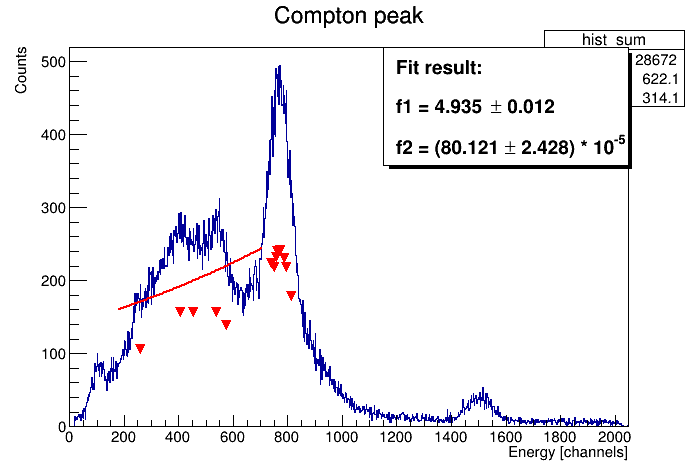 Compton peak
hist_sum
28672
622.1
314.1
Fit result:
f1 = 4.935 ± 0.012
f2 = (80.121 ± 2.428) * 10^-5
Counts
500
400
300
200
100
0
0 200 400 600 800 1000 1200 1400 1600 1800 2000
Energy [channels]